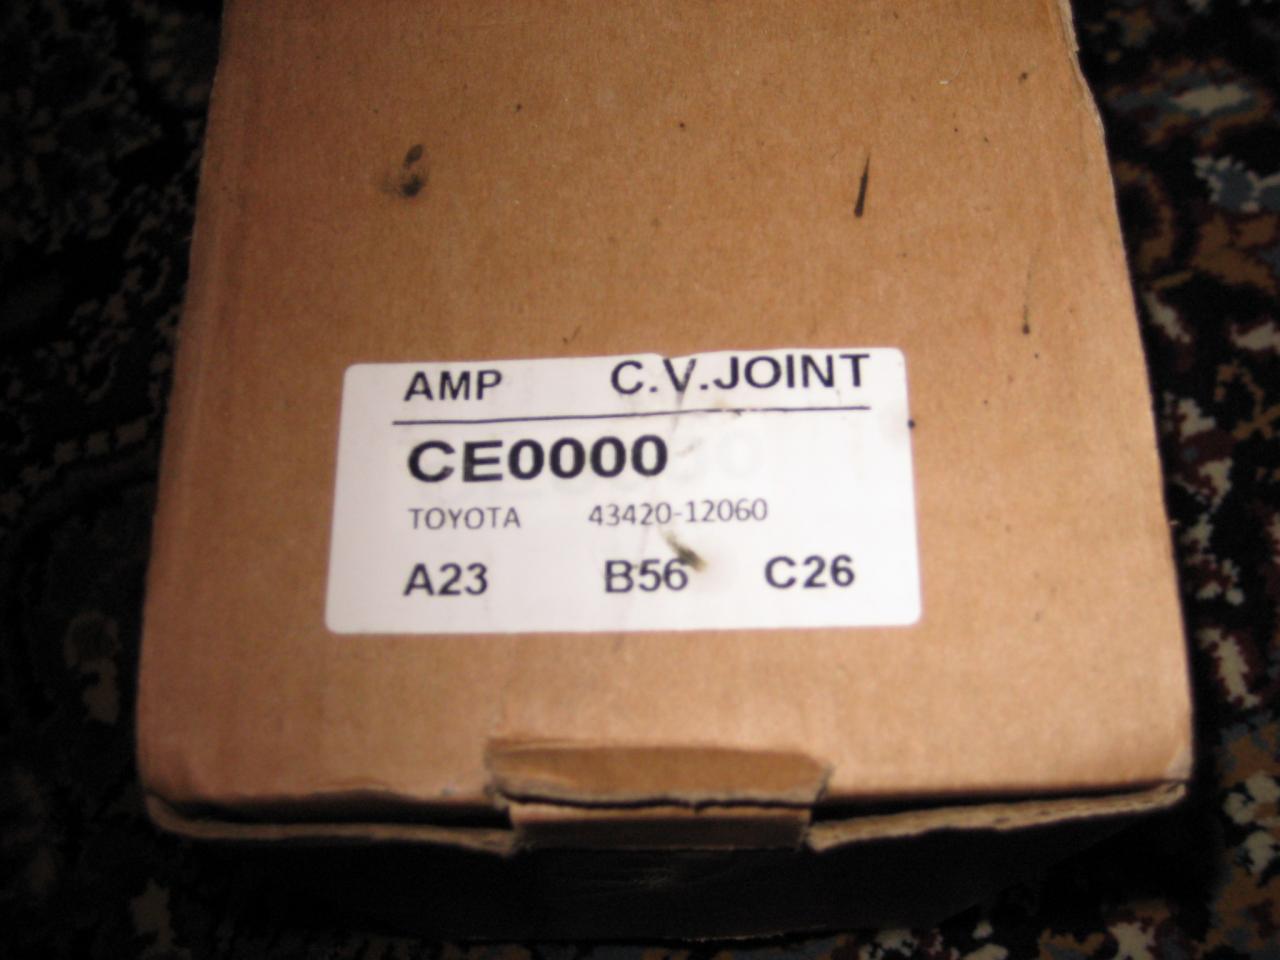 AMP C.V.JOINT
CE0000
TOYOTA 43420-12060
A23 B56 C26